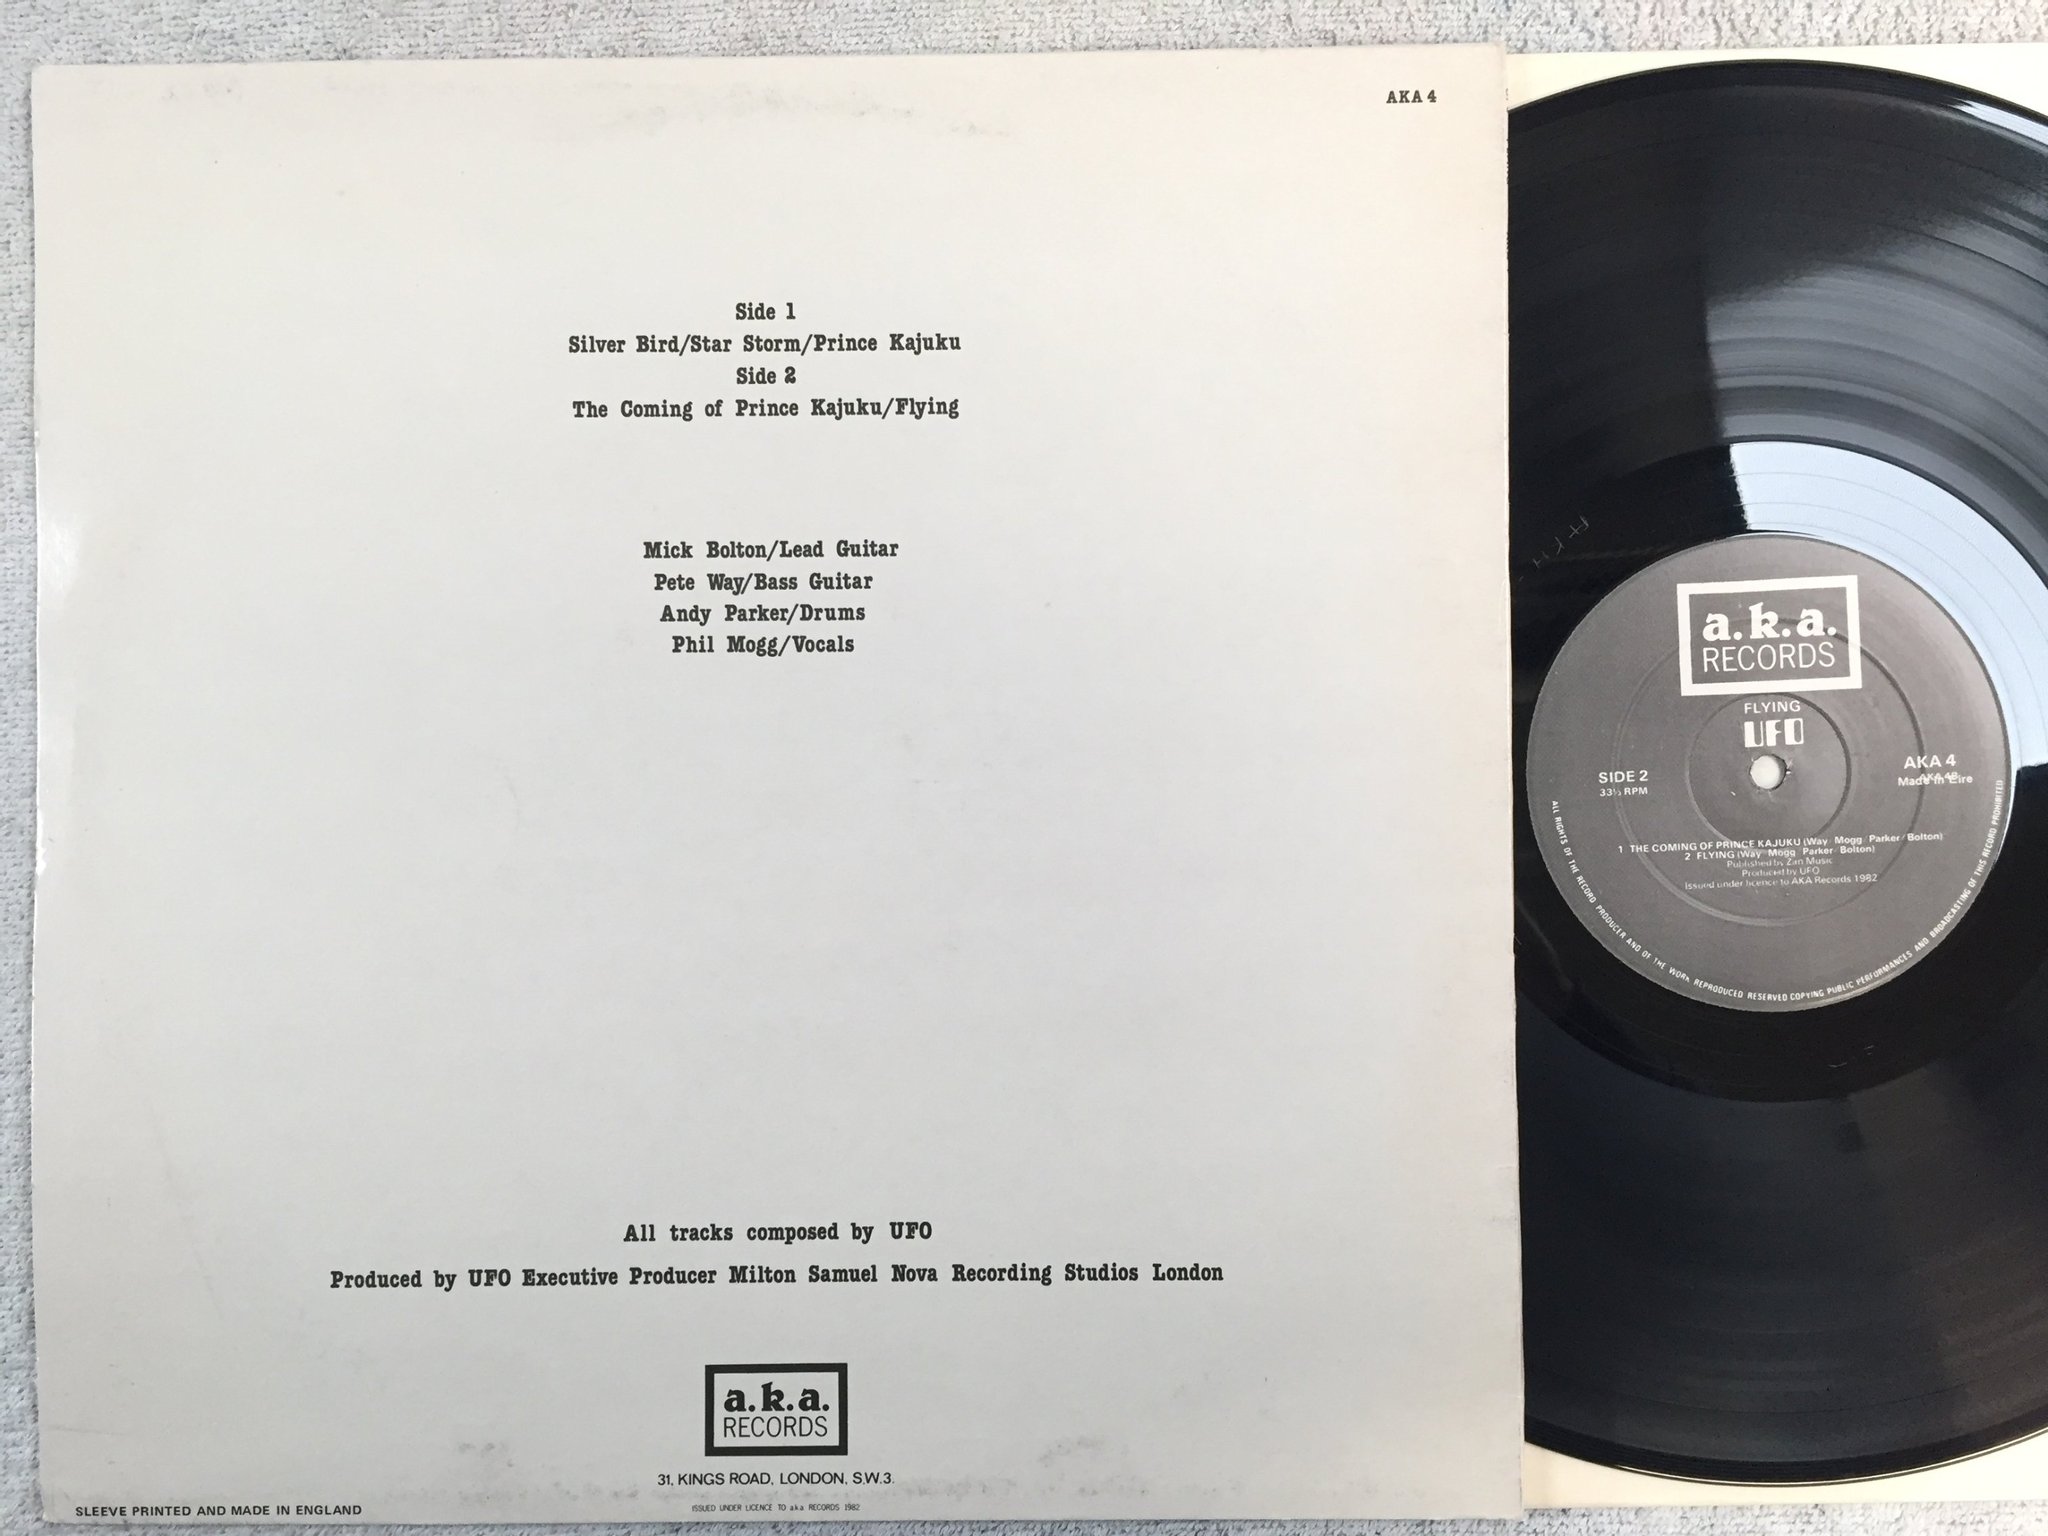 AKA 4
Side 1
Silver Bird/Star Storm/Prince Kajuku
Side 2
The Coming of Prince Kajuku/Flying
Mick Bolton/Lead Guitar
Pete Way/Bass Guitar
Andy Parker/Drums
Phil Mogg/Vocals
All tracks composed by UFO
Produced by UFO Executive Producer Milton Samuel Nova Recording Studios London
a.k.a.
RECORDS
31, KINGS ROAD, LONDON, S.W.3.
ISSUED UNDER LICENCE TO a.k.a RECORDS 1982
SLEEVE PRINTED AND MADE IN ENGLAND
a.k.a.
RECORDS
FLYING
UFO
SIDE 2
33⅓ RPM
AKA 4
AKA 4B
Made in Eire
1 THE COMING OF PRINCE KAJUKU (Way/Mogg/Parker/Bolton)
2 FLYING (Way/Mogg/Parker/Bolton)
Published by Zan Music
Produced by UFO
Issued under licence to AKA Records 1982
ALL RIGHTS OF THE RECORD PRODUCER AND OF THE WORK REPRODUCED RESERVED COPYING PUBLIC PERFORMANCES AND BROADCASTING OF THIS RECORD PROHIBITED